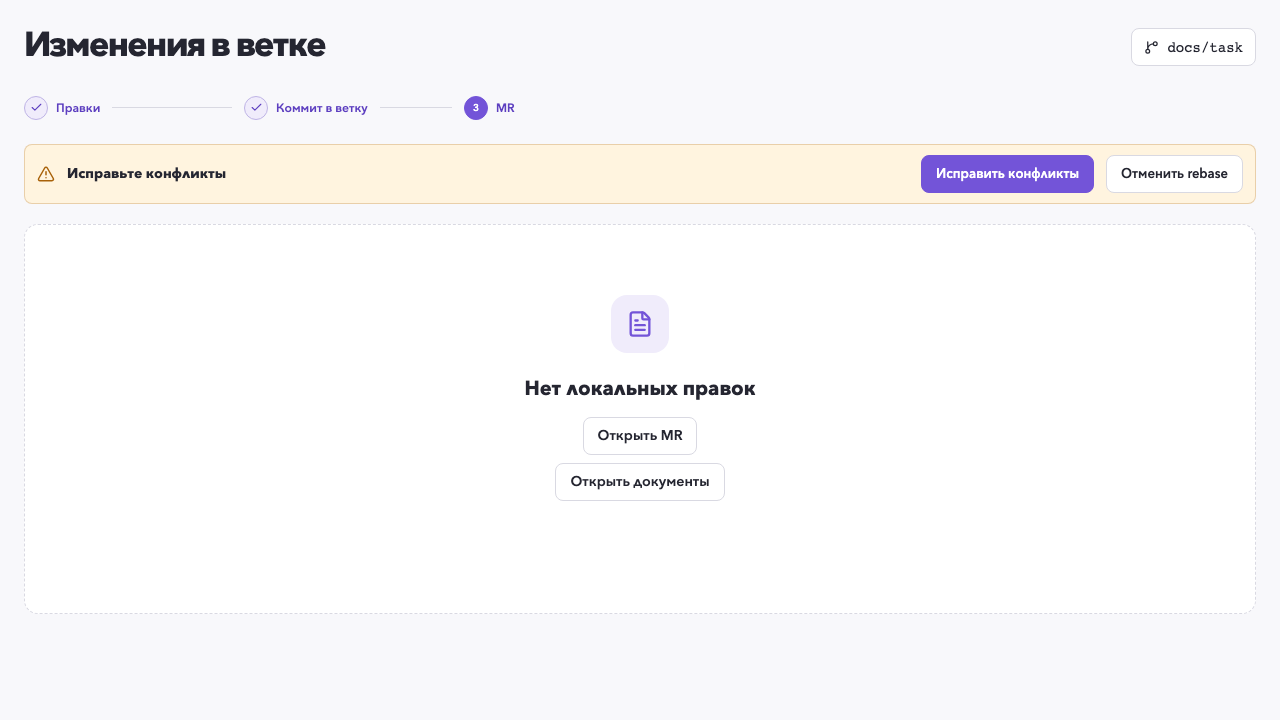 Изменения в ветке
docs/task
Правки
Коммит в ветку
3 MR
Исправьте конфликты
Исправить конфликты
Отменить rebase
Нет локальных правок
Открыть MR
Открыть документы